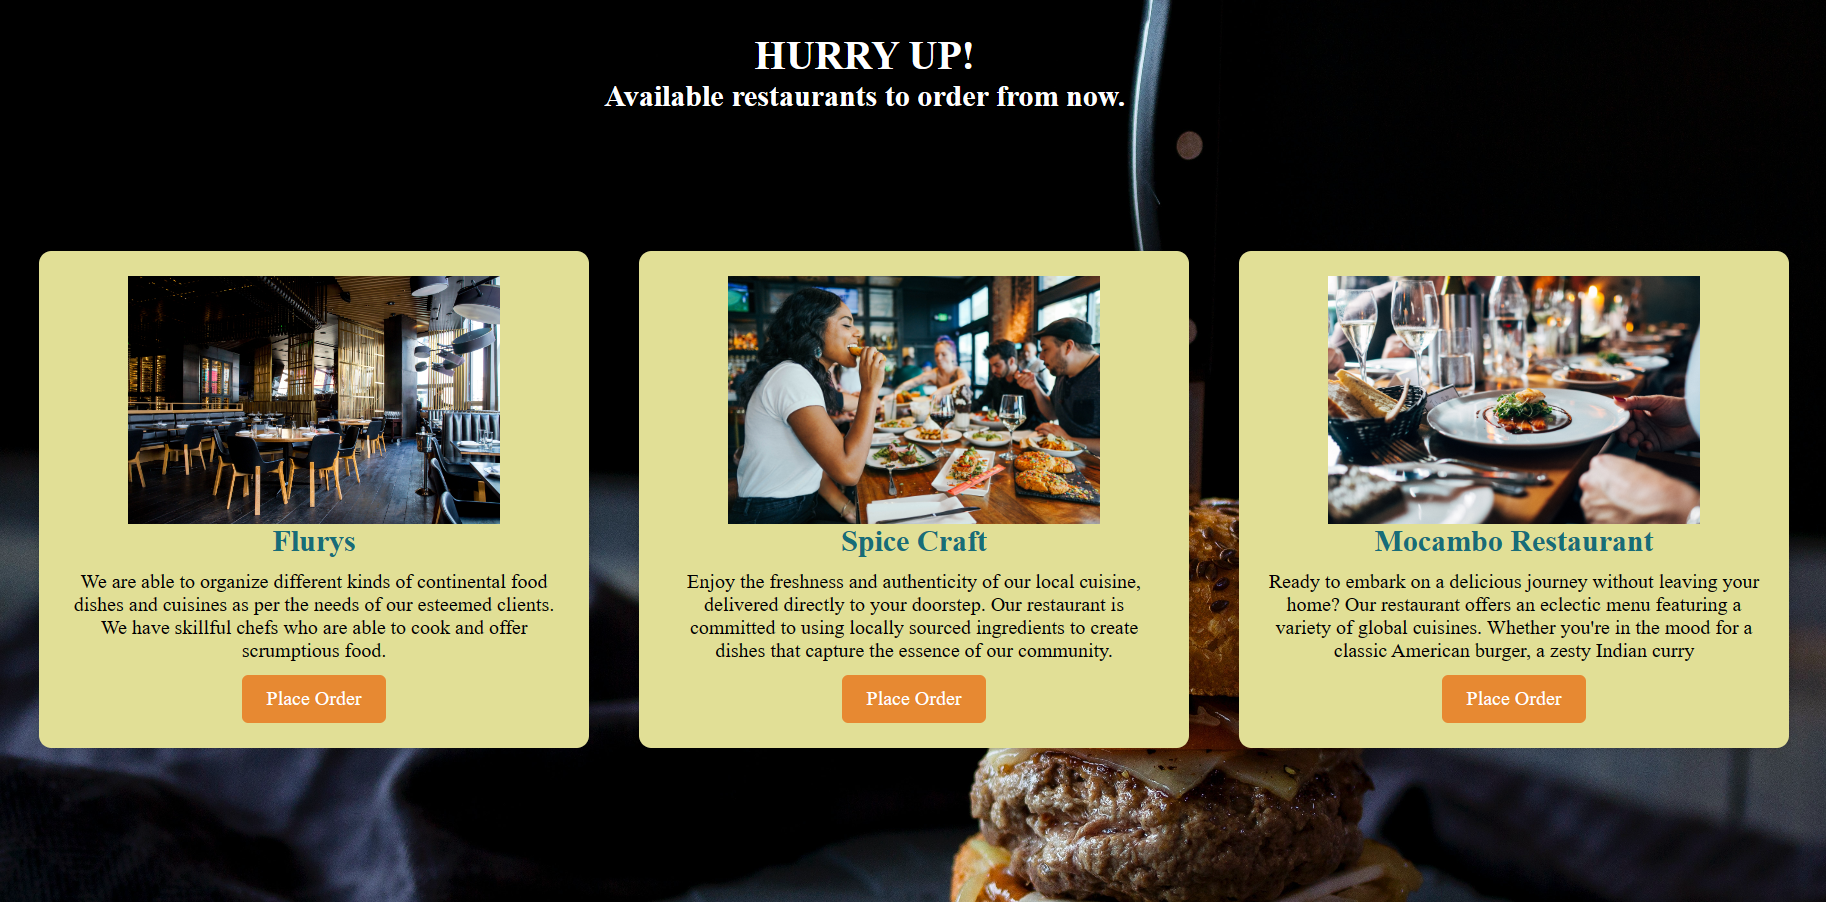 HURRY UP!
Available restaurants to order from now.
Flurys
We are able to organize different kinds of continental food
dishes and cuisines as per the needs of our esteemed clients.
We have skillful chefs who are able to cook and offer
scrumptious food.
Place Order
Spice Craft
Enjoy the freshness and authenticity of our local cuisine,
delivered directly to your doorstep. Our restaurant is
committed to using locally sourced ingredients to create
dishes that capture the essence of our community.
Place Order
Mocambo Restaurant
Ready to embark on a delicious journey without leaving your
home? Our restaurant offers an eclectic menu featuring a
variety of global cuisines. Whether you're in the mood for a
classic American burger, a zesty Indian curry
Place Order